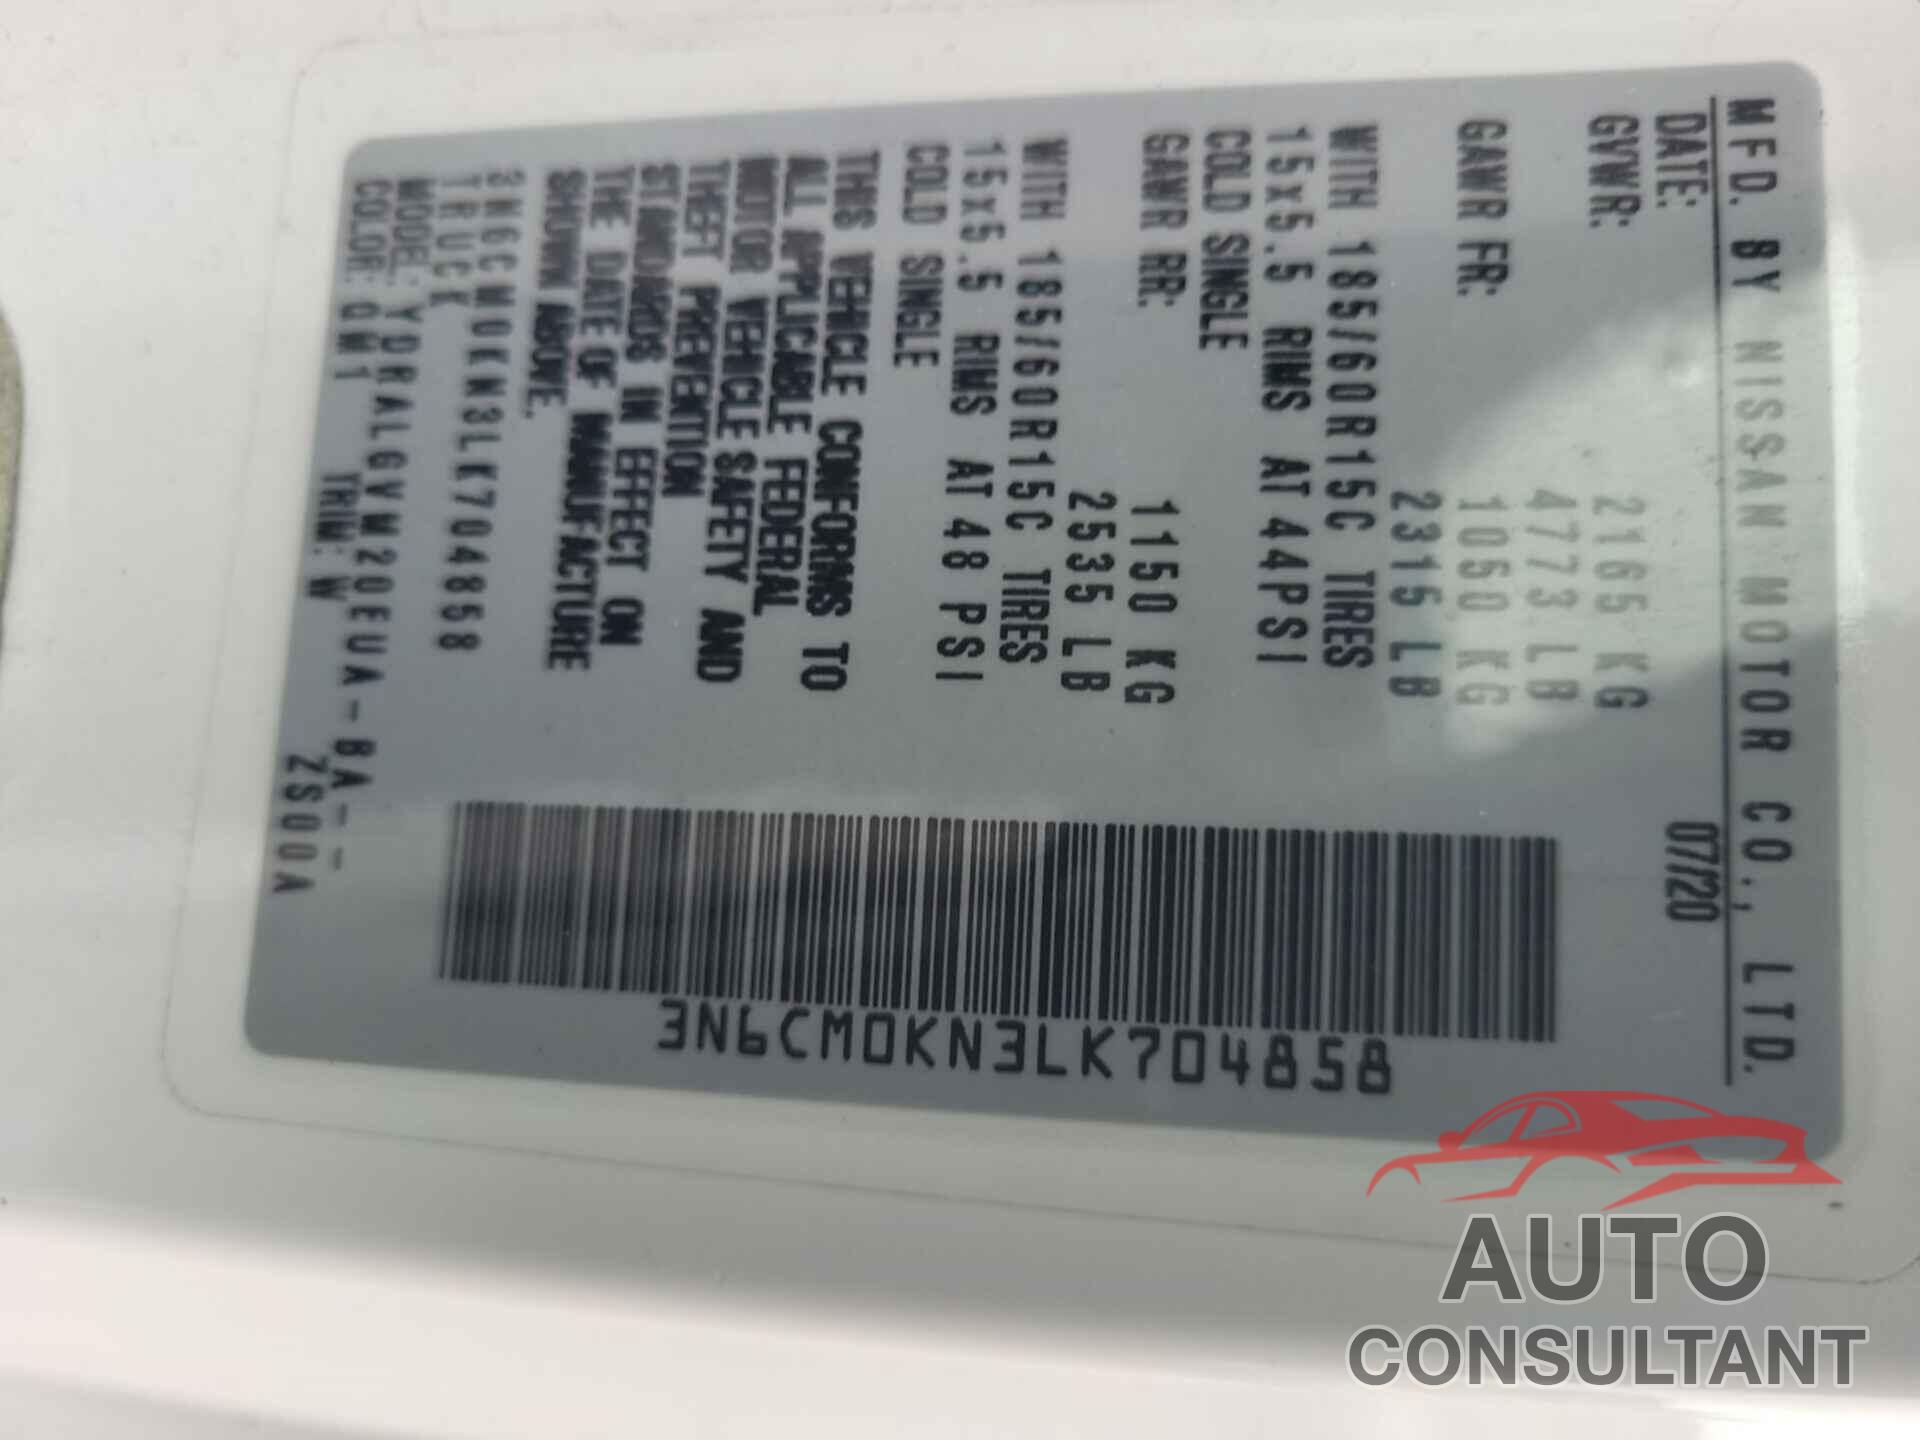 MFD. BY NISSAN MOTOR CO., LTD.
DATE: 07/20
GVWR: 2165 KG
4773 LB
GAWR FR: 1050 KG
2315 LB
WITH 185/60R15C TIRES
15x5.5 RIMS AT 44PSI
COLD SINGLE
GAWR RR: 1150 KG
2535 LB
WITH 185/60R15C TIRES
15x5.5 RIMS AT 48 PSI
COLD SINGLE
THIS VEHICLE CONFORMS TO
ALL APPLICABLE FEDERAL
MOTOR VEHICLE SAFETY AND
THEFT PREVENTION
STANDARDS IN EFFECT ON
THE DATE OF MANUFACTURE
SHOWN ABOVE.
3N6CM0KN3LK704858
TRUCK
MODEL: YDRALGVM20EUA-BA--
COLOR: QM1 TRIM: W ZS00A
3N6CM0KN3LK704858
AUTO
CONSULTANT